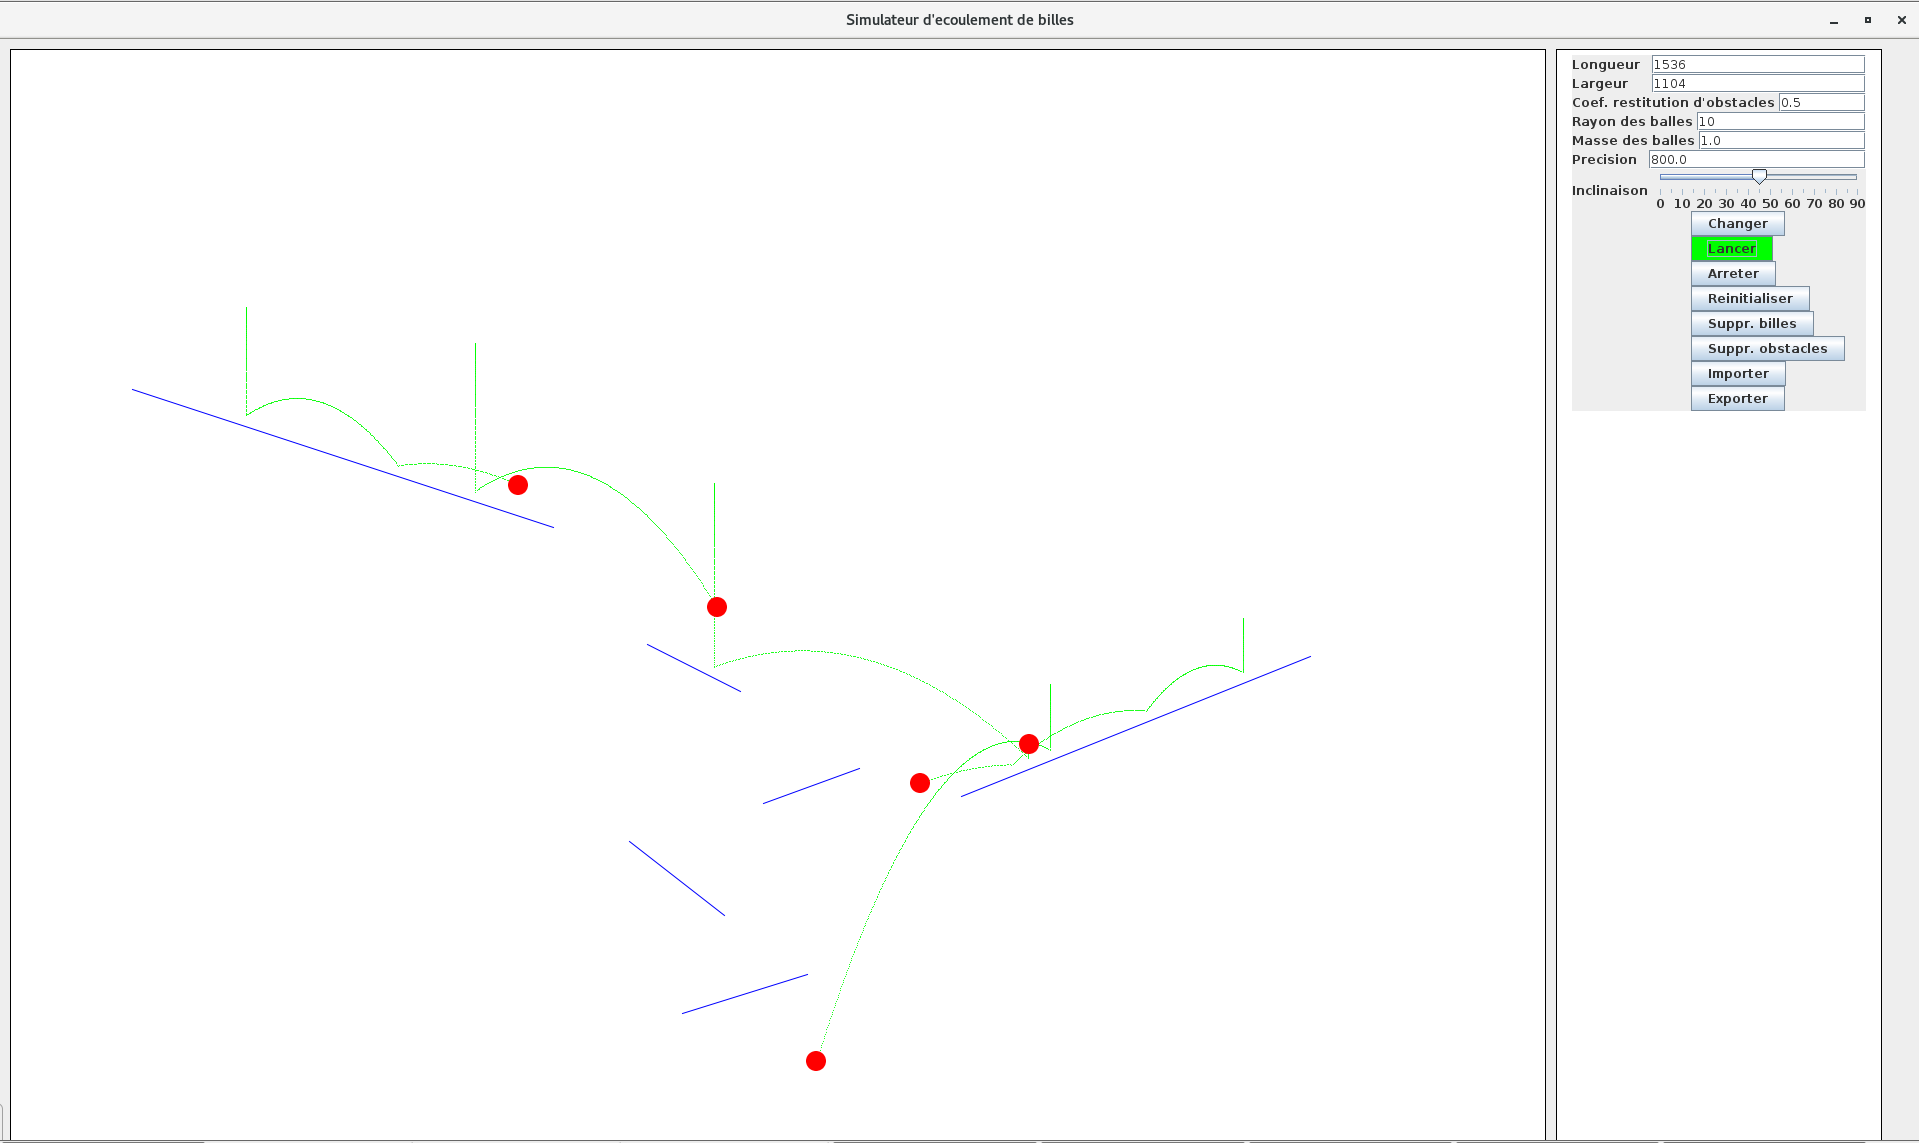 Simulateur d'ecoulement de billes
Longueur 1536
Largeur 1104
Coef. restitution d'obstacles 0.5
Rayon des balles 10
Masse des balles 1.0
Precision 800.0
Inclinaison
0 10 20 30 40 50 60 70 80 90
Changer
Lancer
Arreter
Reinitialiser
Suppr. billes
Suppr. obstacles
Importer
Exporter